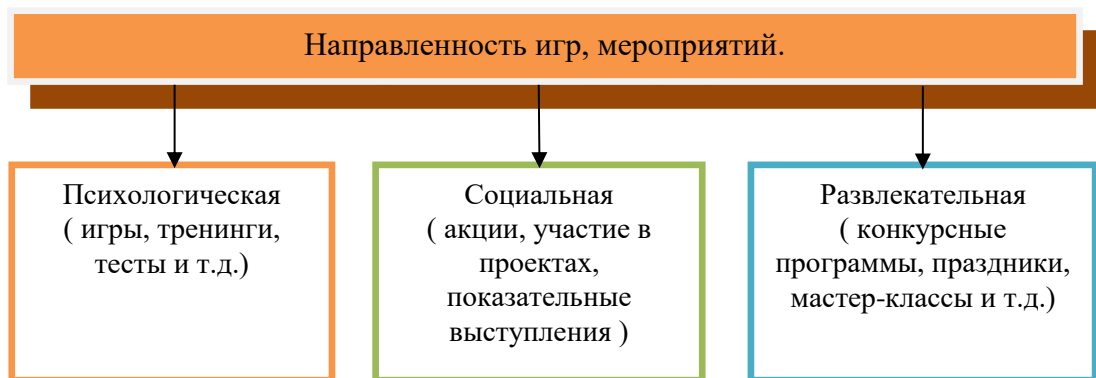 Направленность игр, мероприятий.
Психологическая
( игры, тренинги,
тесты и т.д.)
Социальная
( акции, участие в
проектах,
показательные
выступления )
Развлекательная
( конкурсные
программы, праздники,
мастер-классы и т.д.)